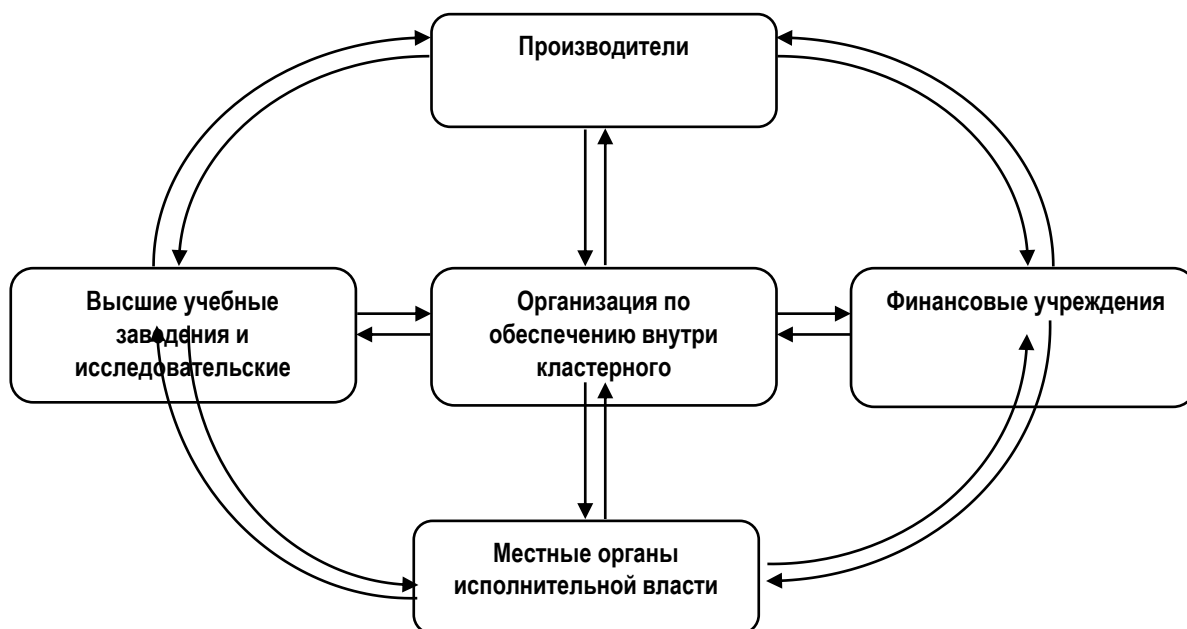 Производители
Высшие учебные
заведения и
исследовательские
Организация по
обеспечению внутри
кластерного
Финансовые учреждения
Местные органы
исполнительной власти